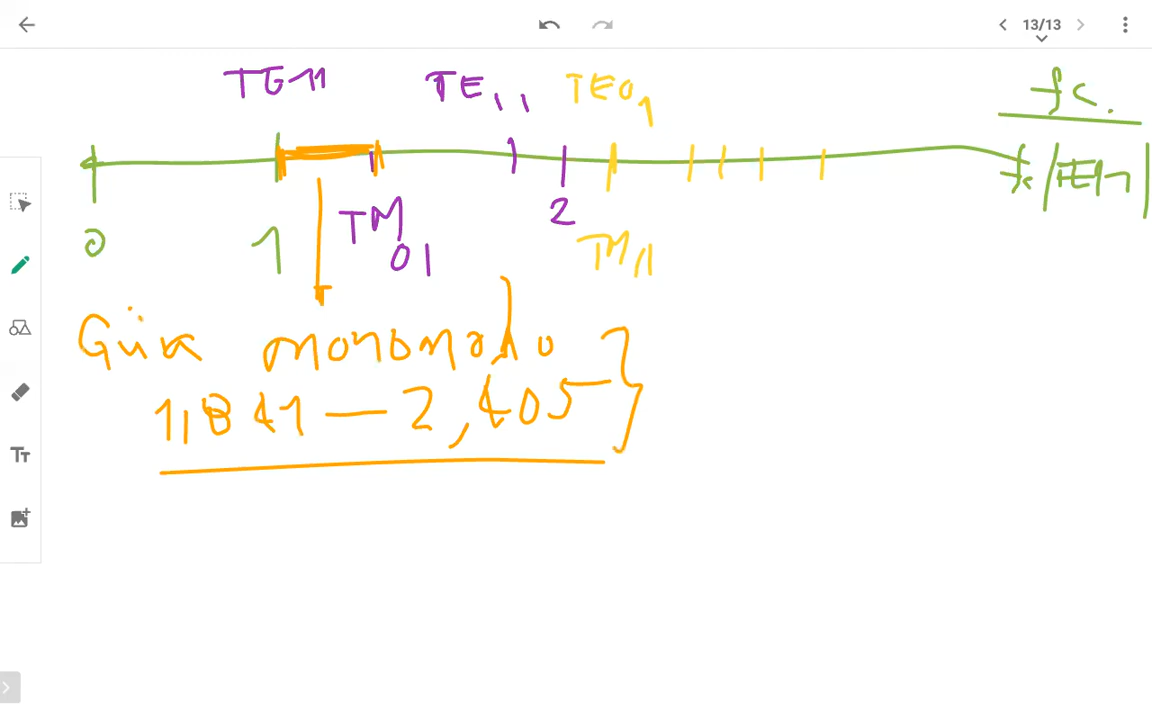 13/13
TE11 TE11 TE01 fc
fc|TE11|
0 1 TM01 2 TM11
Guía monomodo
1,841 — 2,405
Tт